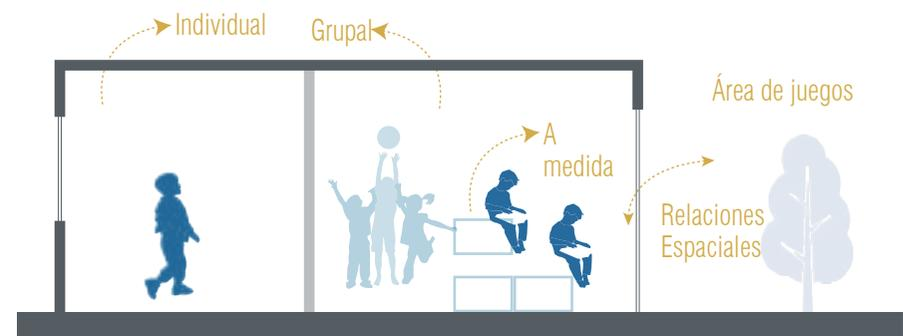 Individual
Grupal
A
medida
Área de juegos
Relaciones
Espaciales